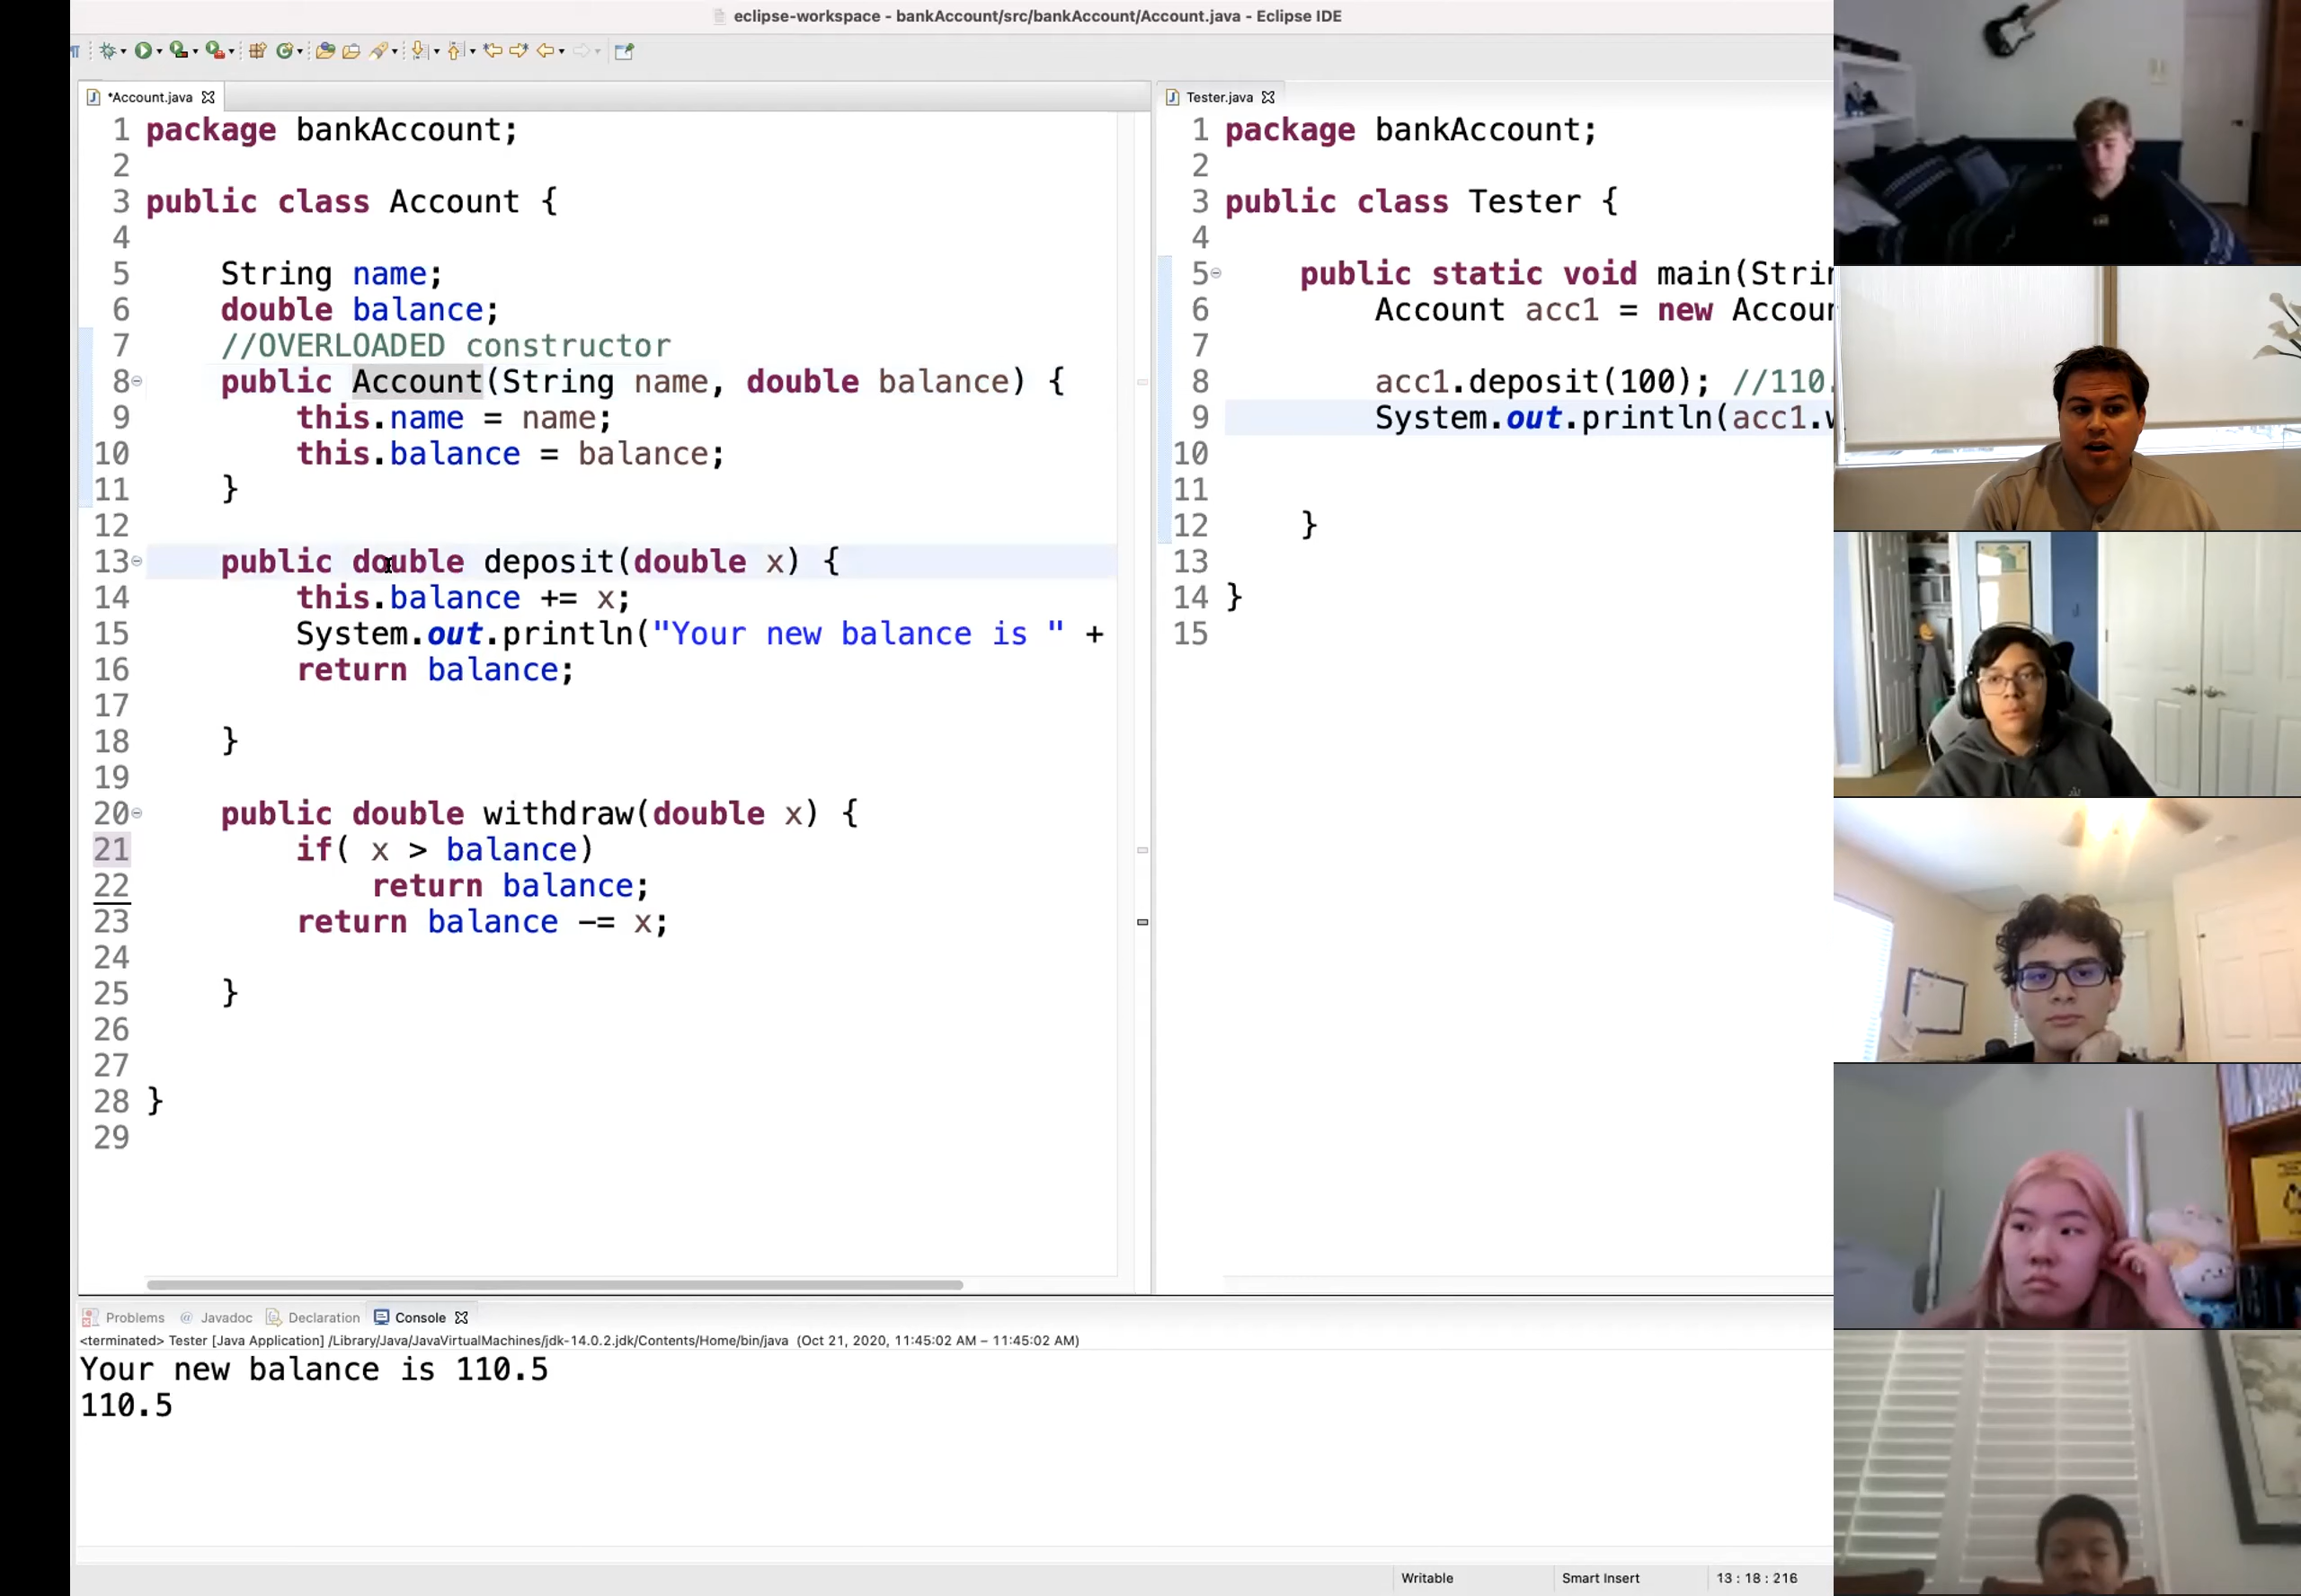 eclipse-workspace - bankAccount/src/bankAccount/Account.java - Eclipse IDE
*Account.java
1 package bankAccount;
2
3 public class Account {
4
5 String name;
6 double balance;
7 //OVERLOADED constructor
8 public Account(String name, double balance) {
9 this.name = name;
10 this.balance = balance;
11 }
12
13 public double deposit(double x) {
14 this.balance += x;
15 System.out.println("Your new balance is " +
16 return balance;
17
18 }
19
20 public double withdraw(double x) {
21 if( x > balance)
22 return balance;
23 return balance -= x;
24
25 }
26
27
28 }
29
Tester.java
1 package bankAccount;
2
3 public class Tester {
4
5 public static void main(Strin
6 Account acc1 = new Accoun
7
8 acc1.deposit(100); //110.
9 System.out.println(acc1.w
10
11
12 }
13
14 }
15
Problems @ Javadoc Declaration Console
<terminated> Tester [Java Application] /Library/Java/JavaVirtualMachines/jdk-14.0.2.jdk/Contents/Home/bin/java (Oct 21, 2020, 11:45:02 AM – 11:45:02 AM)
Your new balance is 110.5
110.5
Writable Smart Insert 13 : 18 : 216